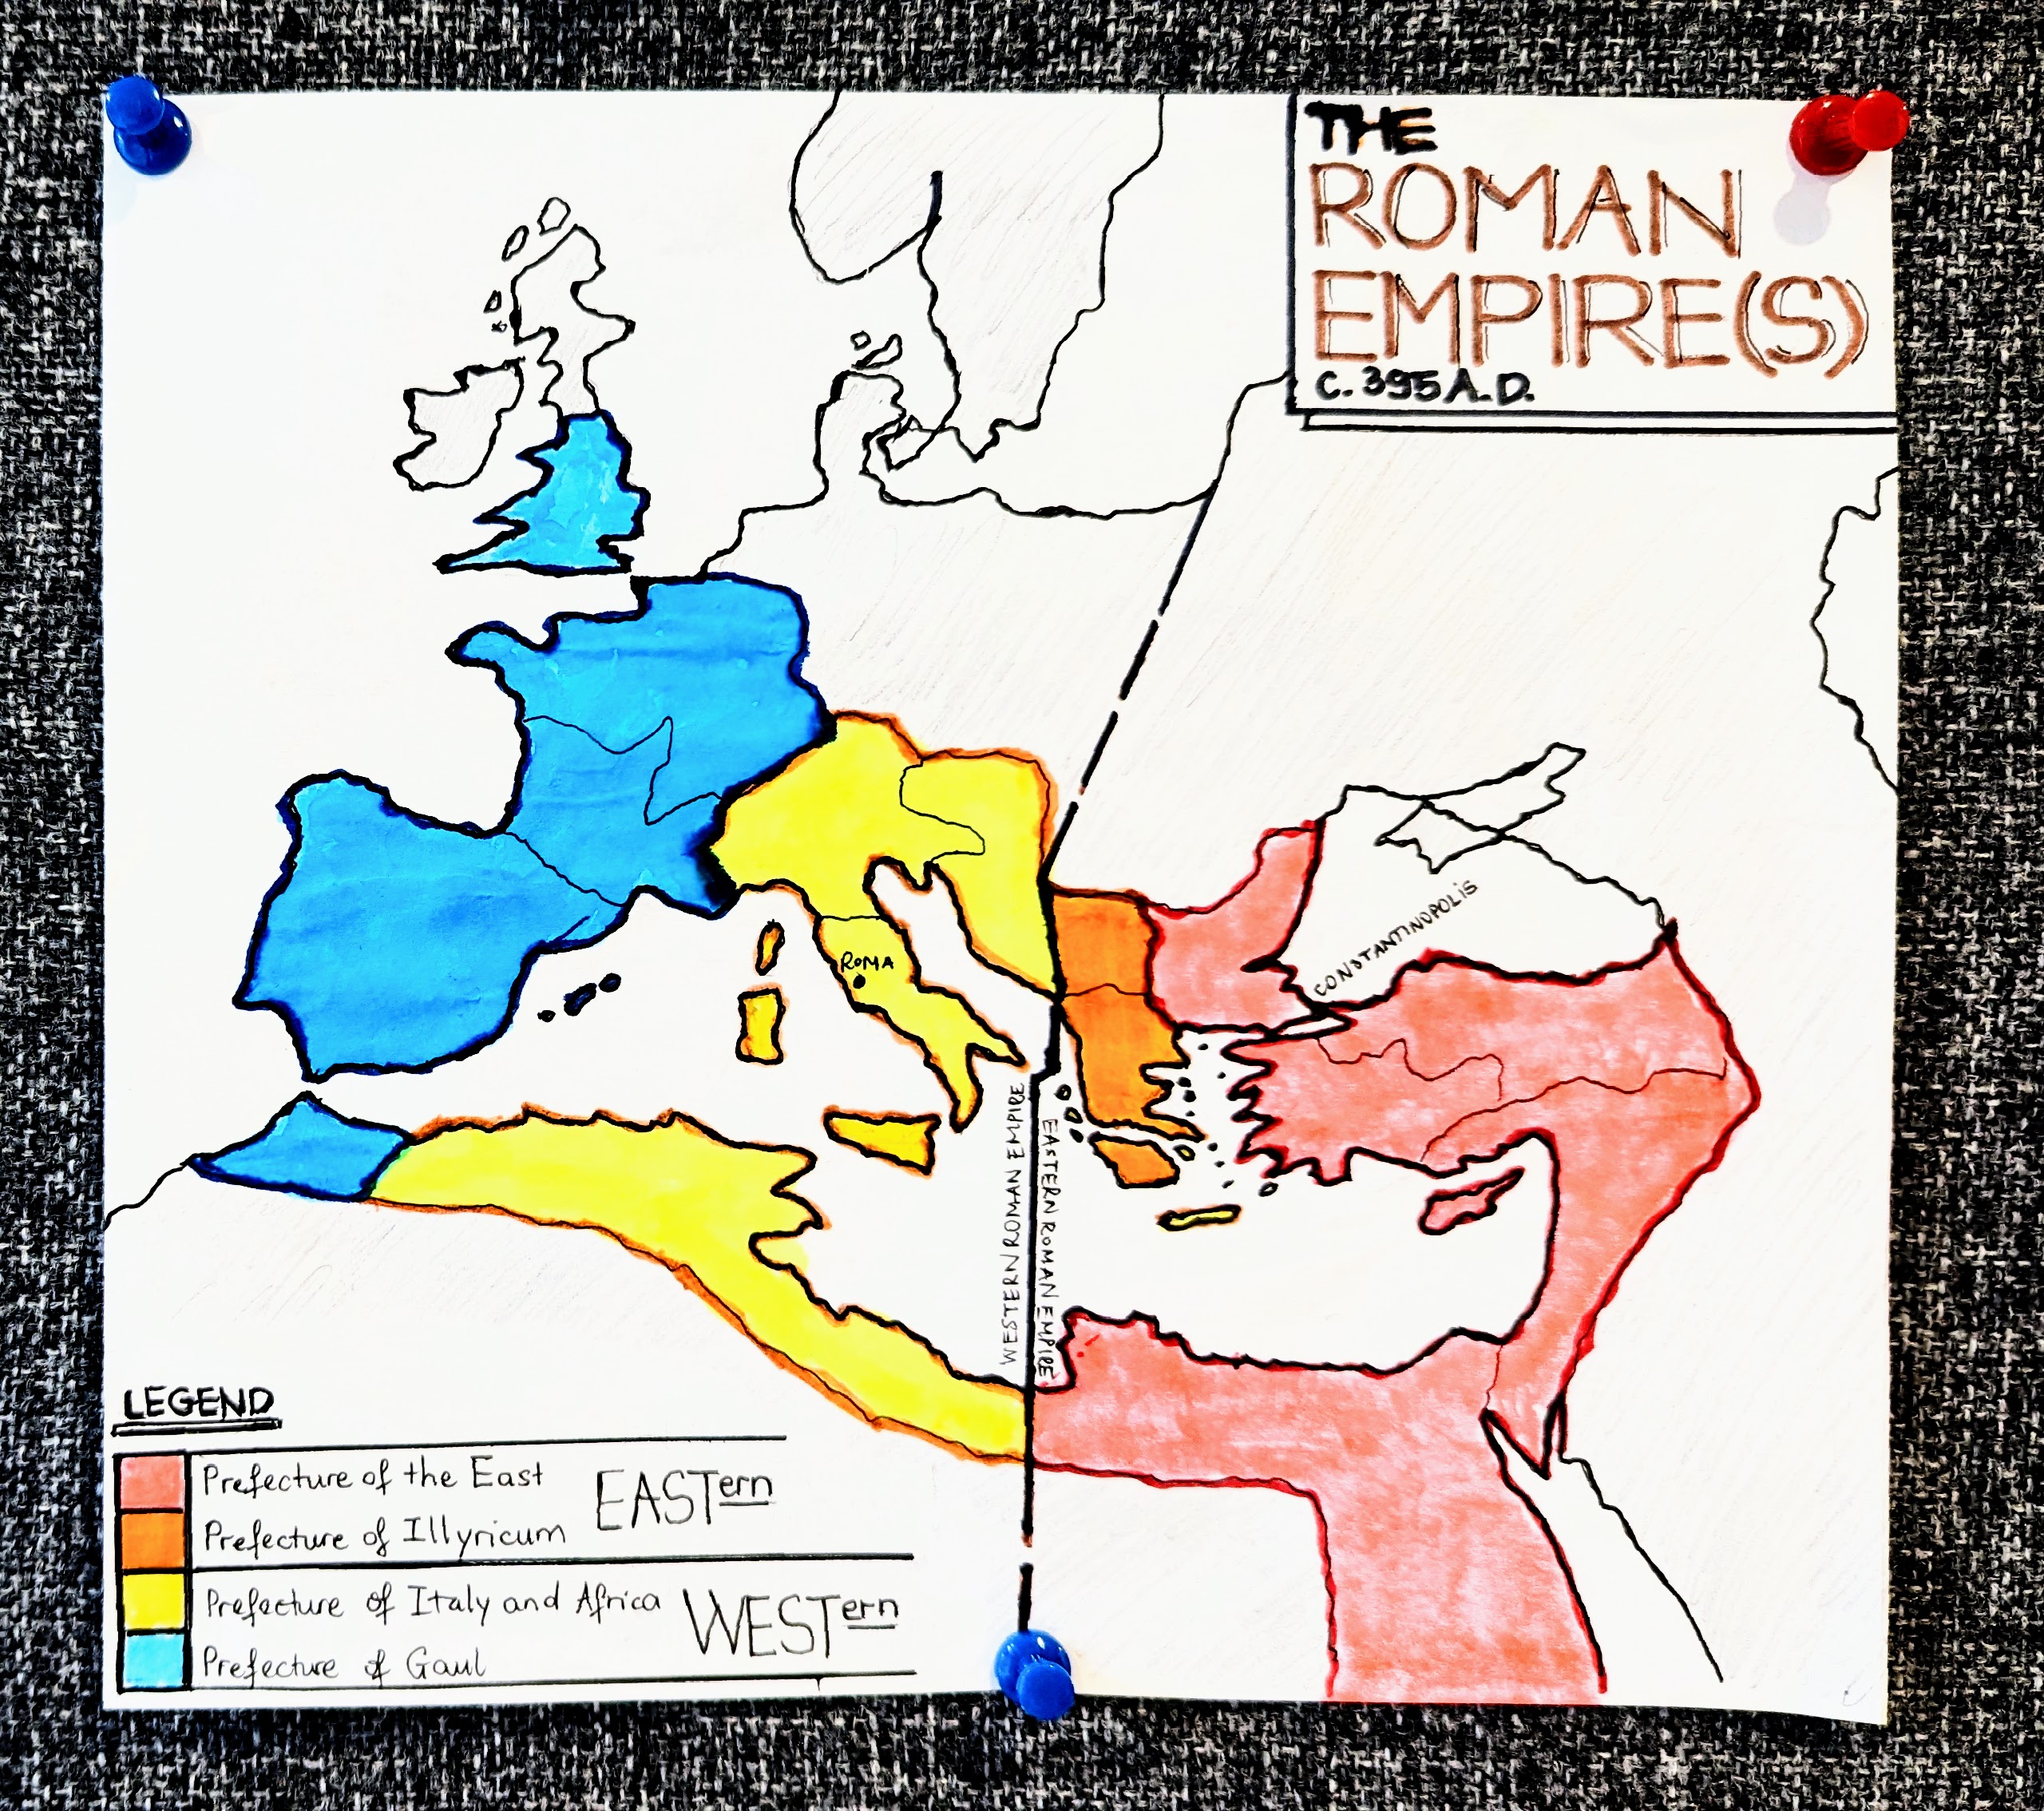 THE
ROMAN
EMPIRE(S)
C. 395 A.D.
CONSTANTINOPOLIS
ROMA
WESTERN ROMAN EMPIRE
EASTERN ROMAN EMPIRE
LEGEND
Prefecture of the East
EASTern
Prefecture of Illyricum
Prefecture of Italy and Africa
WESTern
Prefecture of Gaul